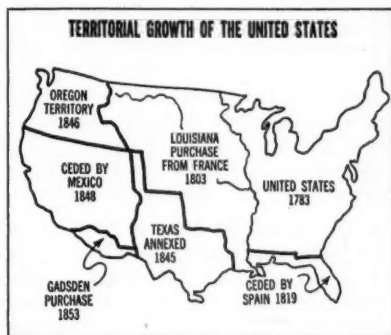 TERRITORIAL GROWTH OF THE UNITED STATES
OREGON
TERRITORY
1846
LOUISIANA
PURCHASE
FROM FRANCE
1803
CEDED BY
MEXICO
1848
UNITED STATES
1783
TEXAS
ANNEXED
1845
GADSDEN
PURCHASE
1853
CEDED BY
SPAIN 1819